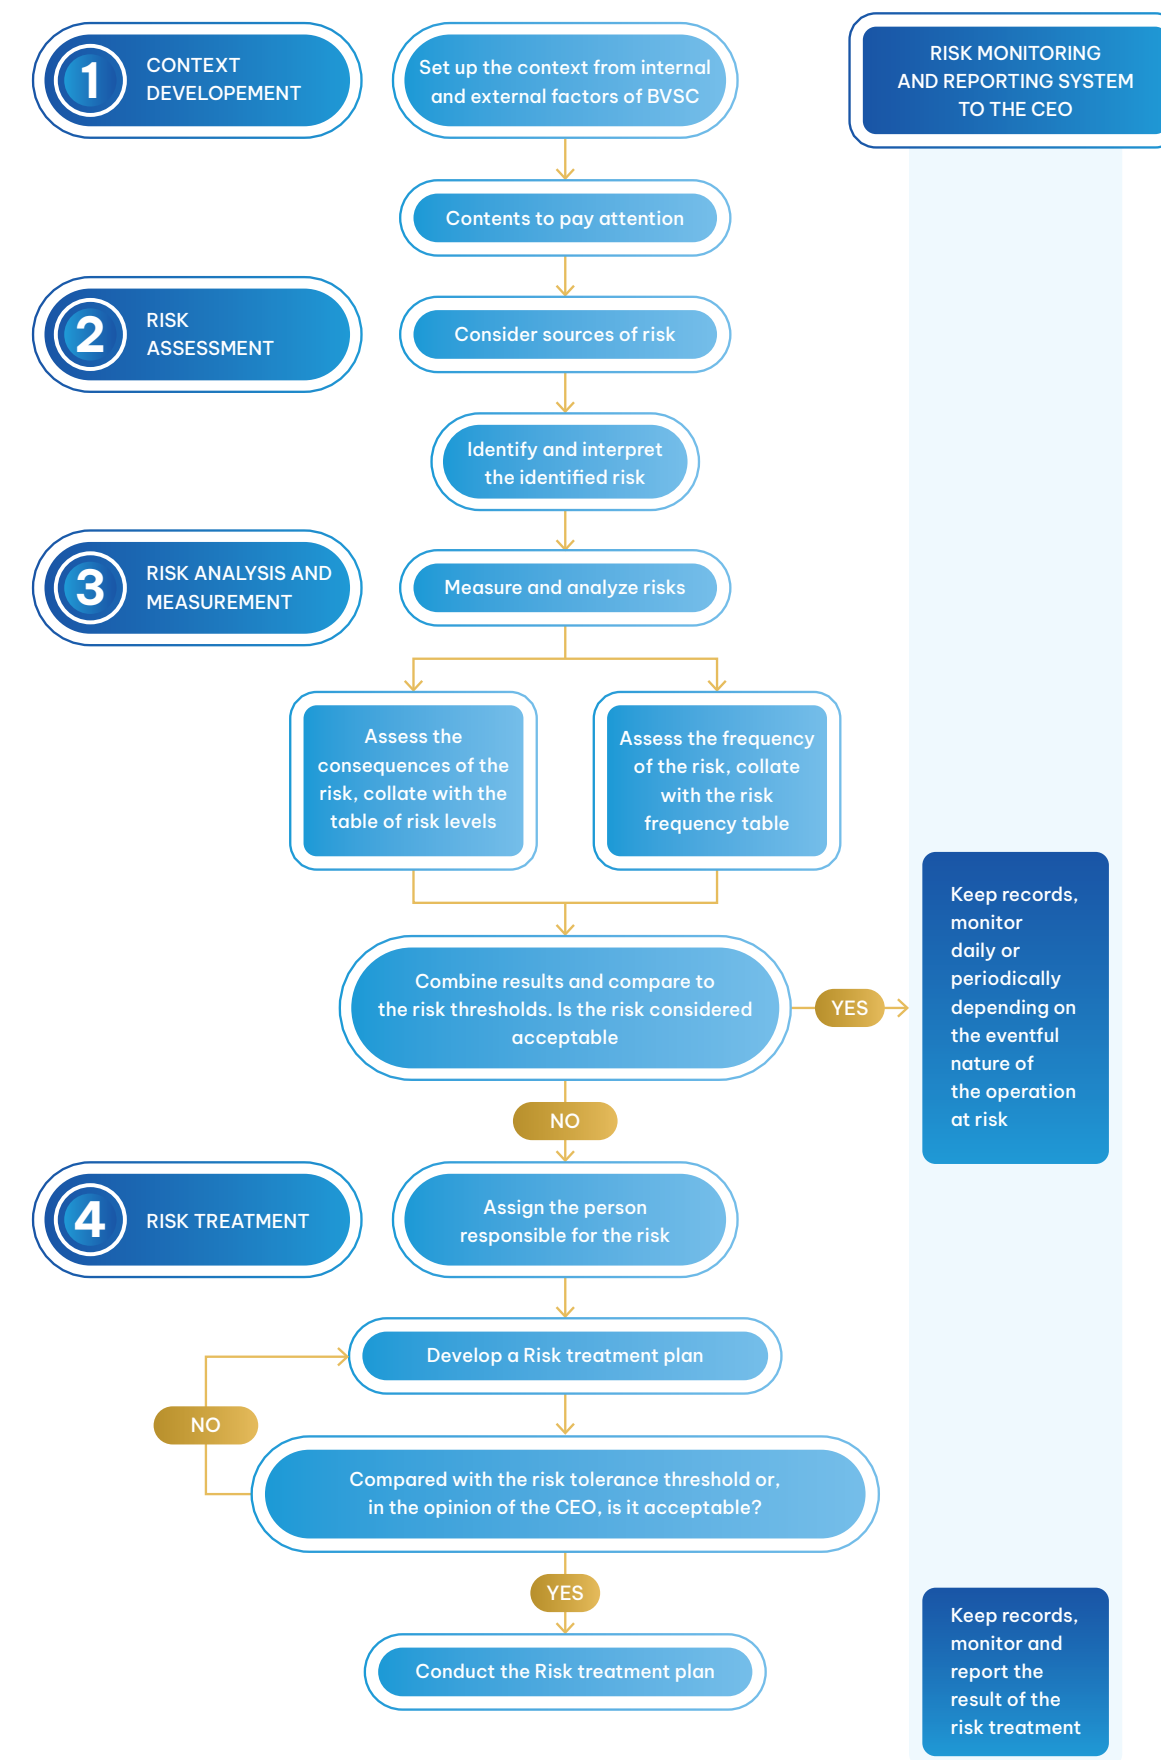 1
CONTEXT
DEVELOPEMENT
Set up the context from internal
and external factors of BVSC
RISK MONITORING
AND REPORTING SYSTEM
TO THE CEO
Contents to pay attention
2
RISK
ASSESSMENT
Consider sources of risk
Identify and interpret
the identified risk
3
RISK ANALYSIS AND
MEASUREMENT
Measure and analyze risks
Assess the
consequences of the
risk, collate with the
table of risk levels
Assess the frequency
of the risk, collate
with the risk
frequency table
Combine results and compare to
the risk thresholds. Is the risk considered
acceptable
YES
Keep records,
monitor
daily or
periodically
depending on
the eventful
nature of
the operation
at risk
NO
4
RISK TREATMENT
Assign the person
responsible for the risk
Develop a Risk treatment plan
NO
Compared with the risk tolerance threshold or,
in the opinion of the CEO, is it acceptable?
YES
Conduct the Risk treatment plan
Keep records,
monitor and
report the
result of the
risk treatment